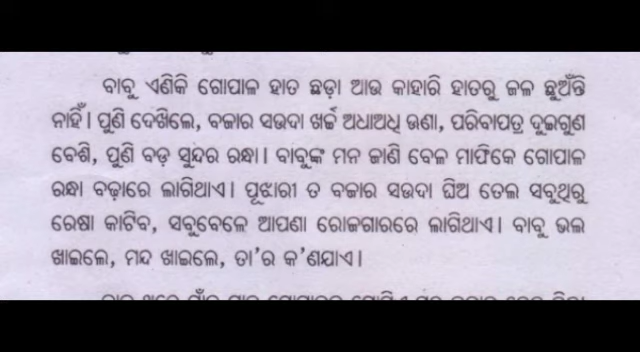 ବାବୁ ଏଣିକି ଗୋପାଳ ହାତ ଛଡ଼ା ଆଉ କାହାରି ହାତରୁ ଜଳ ଛୁଅଁନ୍ତି
ନାହିଁ। ପୁଣି ଦେଖିଲେ, ବଜାର ସଉଦା ଖର୍ଚ୍ଚ ଅଧାଅଧି ଊଣା, ପରିବାପତ୍ର ଦୁଇଗୁଣ
ବେଶି, ପୁଣି ବଡ଼ ସୁନ୍ଦର ରନ୍ଧା। ବାବୁଙ୍କ ମନ ଜାଣି ବେଳ ମାଫିକେ ଗୋପାଳ
ରନ୍ଧା ବଢ଼ାରେ ଲାଗିଥାଏ। ପୂଝାରୀ ତ ବଜାର ସଉଦା ଘିଅ ତେଲ ସବୁଥିରୁ
ରେଷା କାଟିବ, ସବୁବେଳେ ଆପଣା ରୋଜଗାରରେ ଲାଗିଥାଏ। ବାବୁ ଭଲ
ଖାଇଲେ, ମନ୍ଦ ଖାଇଲେ, ତା'ର କ'ଣଯାଏ।